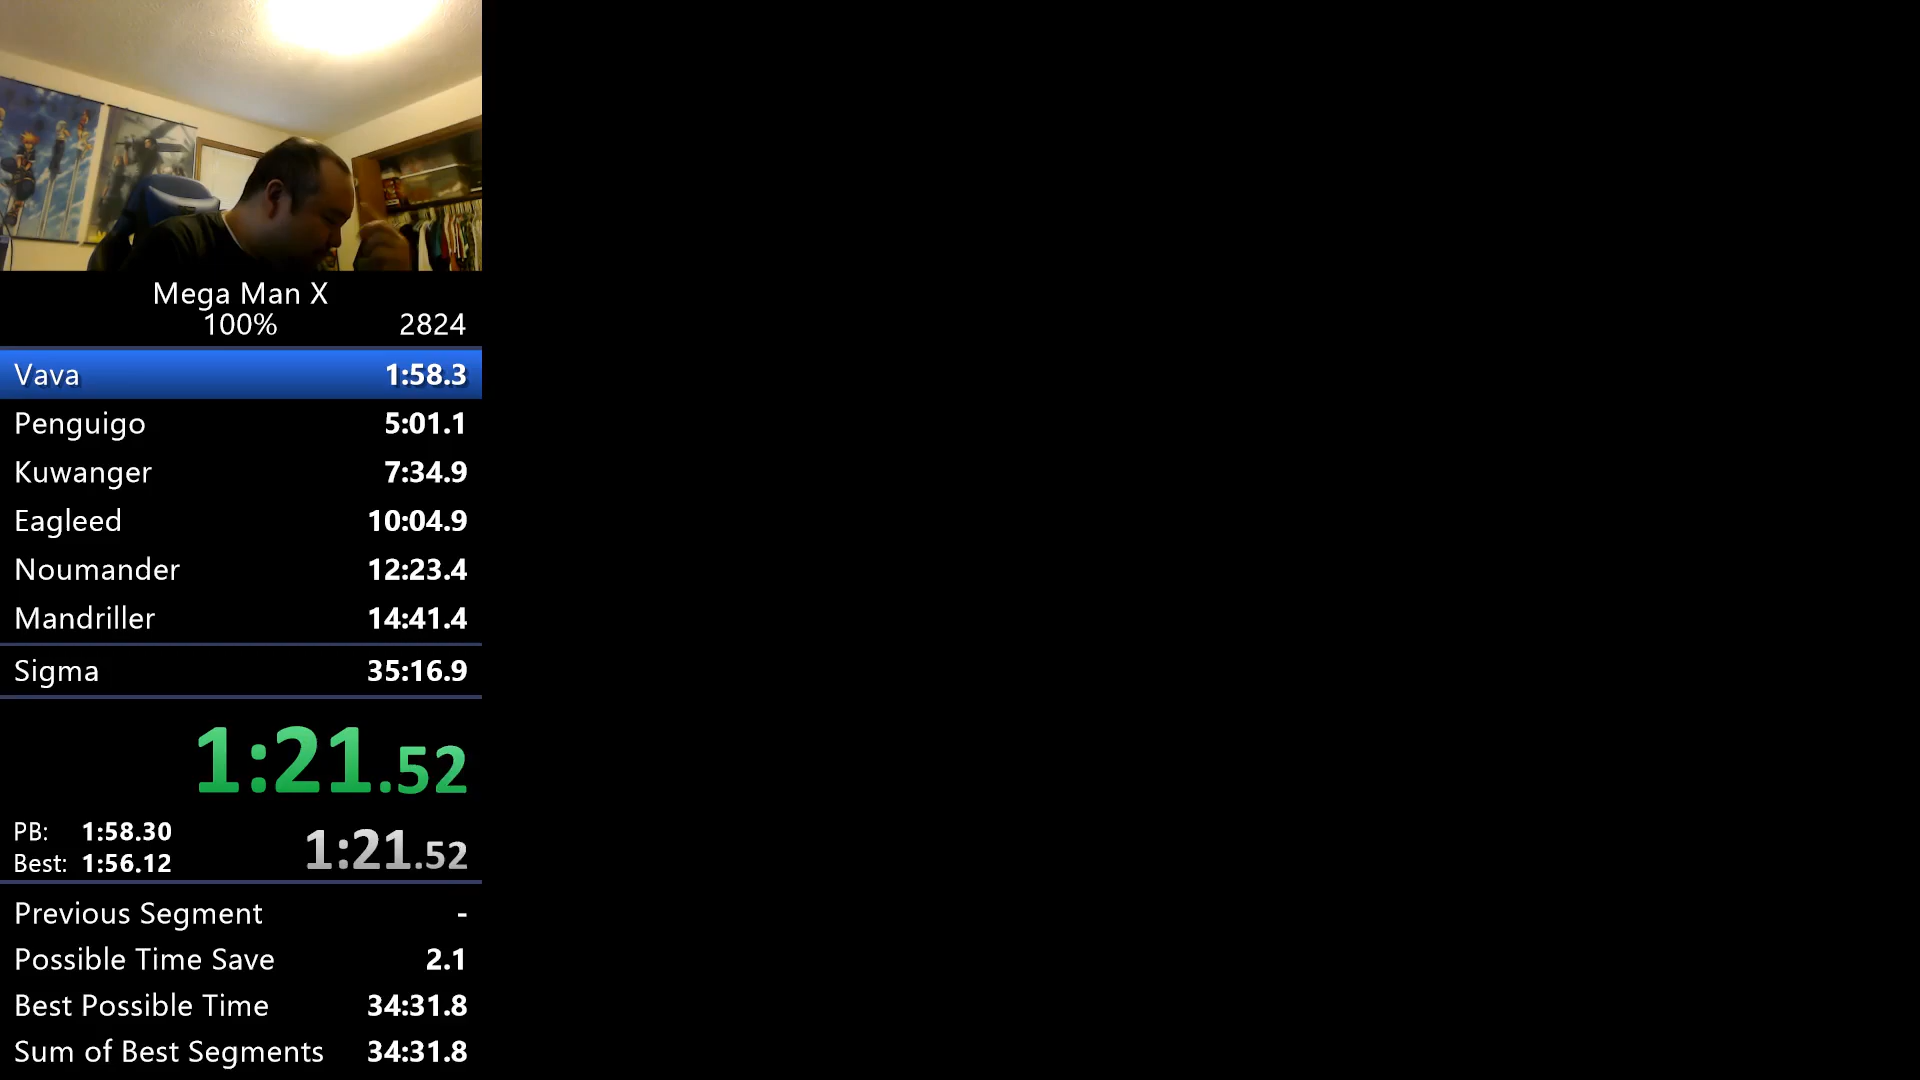 Mega Man X
100% 2824
Vava 1:58.3
Penguigo 5:01.1
Kuwanger 7:34.9
Eagleed 10:04.9
Noumander 12:23.4
Mandriller 14:41.4
Sigma 35:16.9
1:21.52
PB: 1:58.30
Best: 1:56.12
1:21.52
Previous Segment -
Possible Time Save 2.1
Best Possible Time 34:31.8
Sum of Best Segments 34:31.8